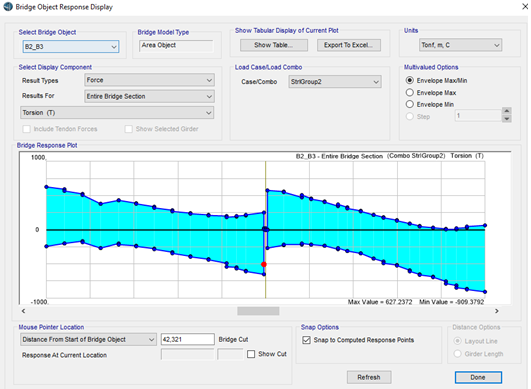 Bridge Object Response Display
Select Bridge Object
B2_B3
Bridge Model Type
Area Object
Show Tabular Display of Current Plot
Show Table...
Export To Excel...
Units
Tonf, m, C
Select Display Component
Result Types
Force
Results For
Entire Bridge Section
Torsion (T)
Include Tendon Forces
Show Selected Girder
Load Case/Load Combo
Case/Combo
StrlGroup2
Multivalued Options
Envelope Max/Min
Envelope Max
Envelope Min
Step
1
Bridge Response Plot
1000
B2_B3 - Entire Bridge Section (Combo StrlGroup2) Torsion (T)
0
-1000
Max Value = 627.2372 Min Value = -909.3792
Mouse Pointer Location
Distance From Start of Bridge Object
42,321
Bridge Cut
Response At Current Location
Show Cut
Snap Options
Snap to Computed Response Points
Distance Options
Layout Line
Girder Length
Refresh
Done